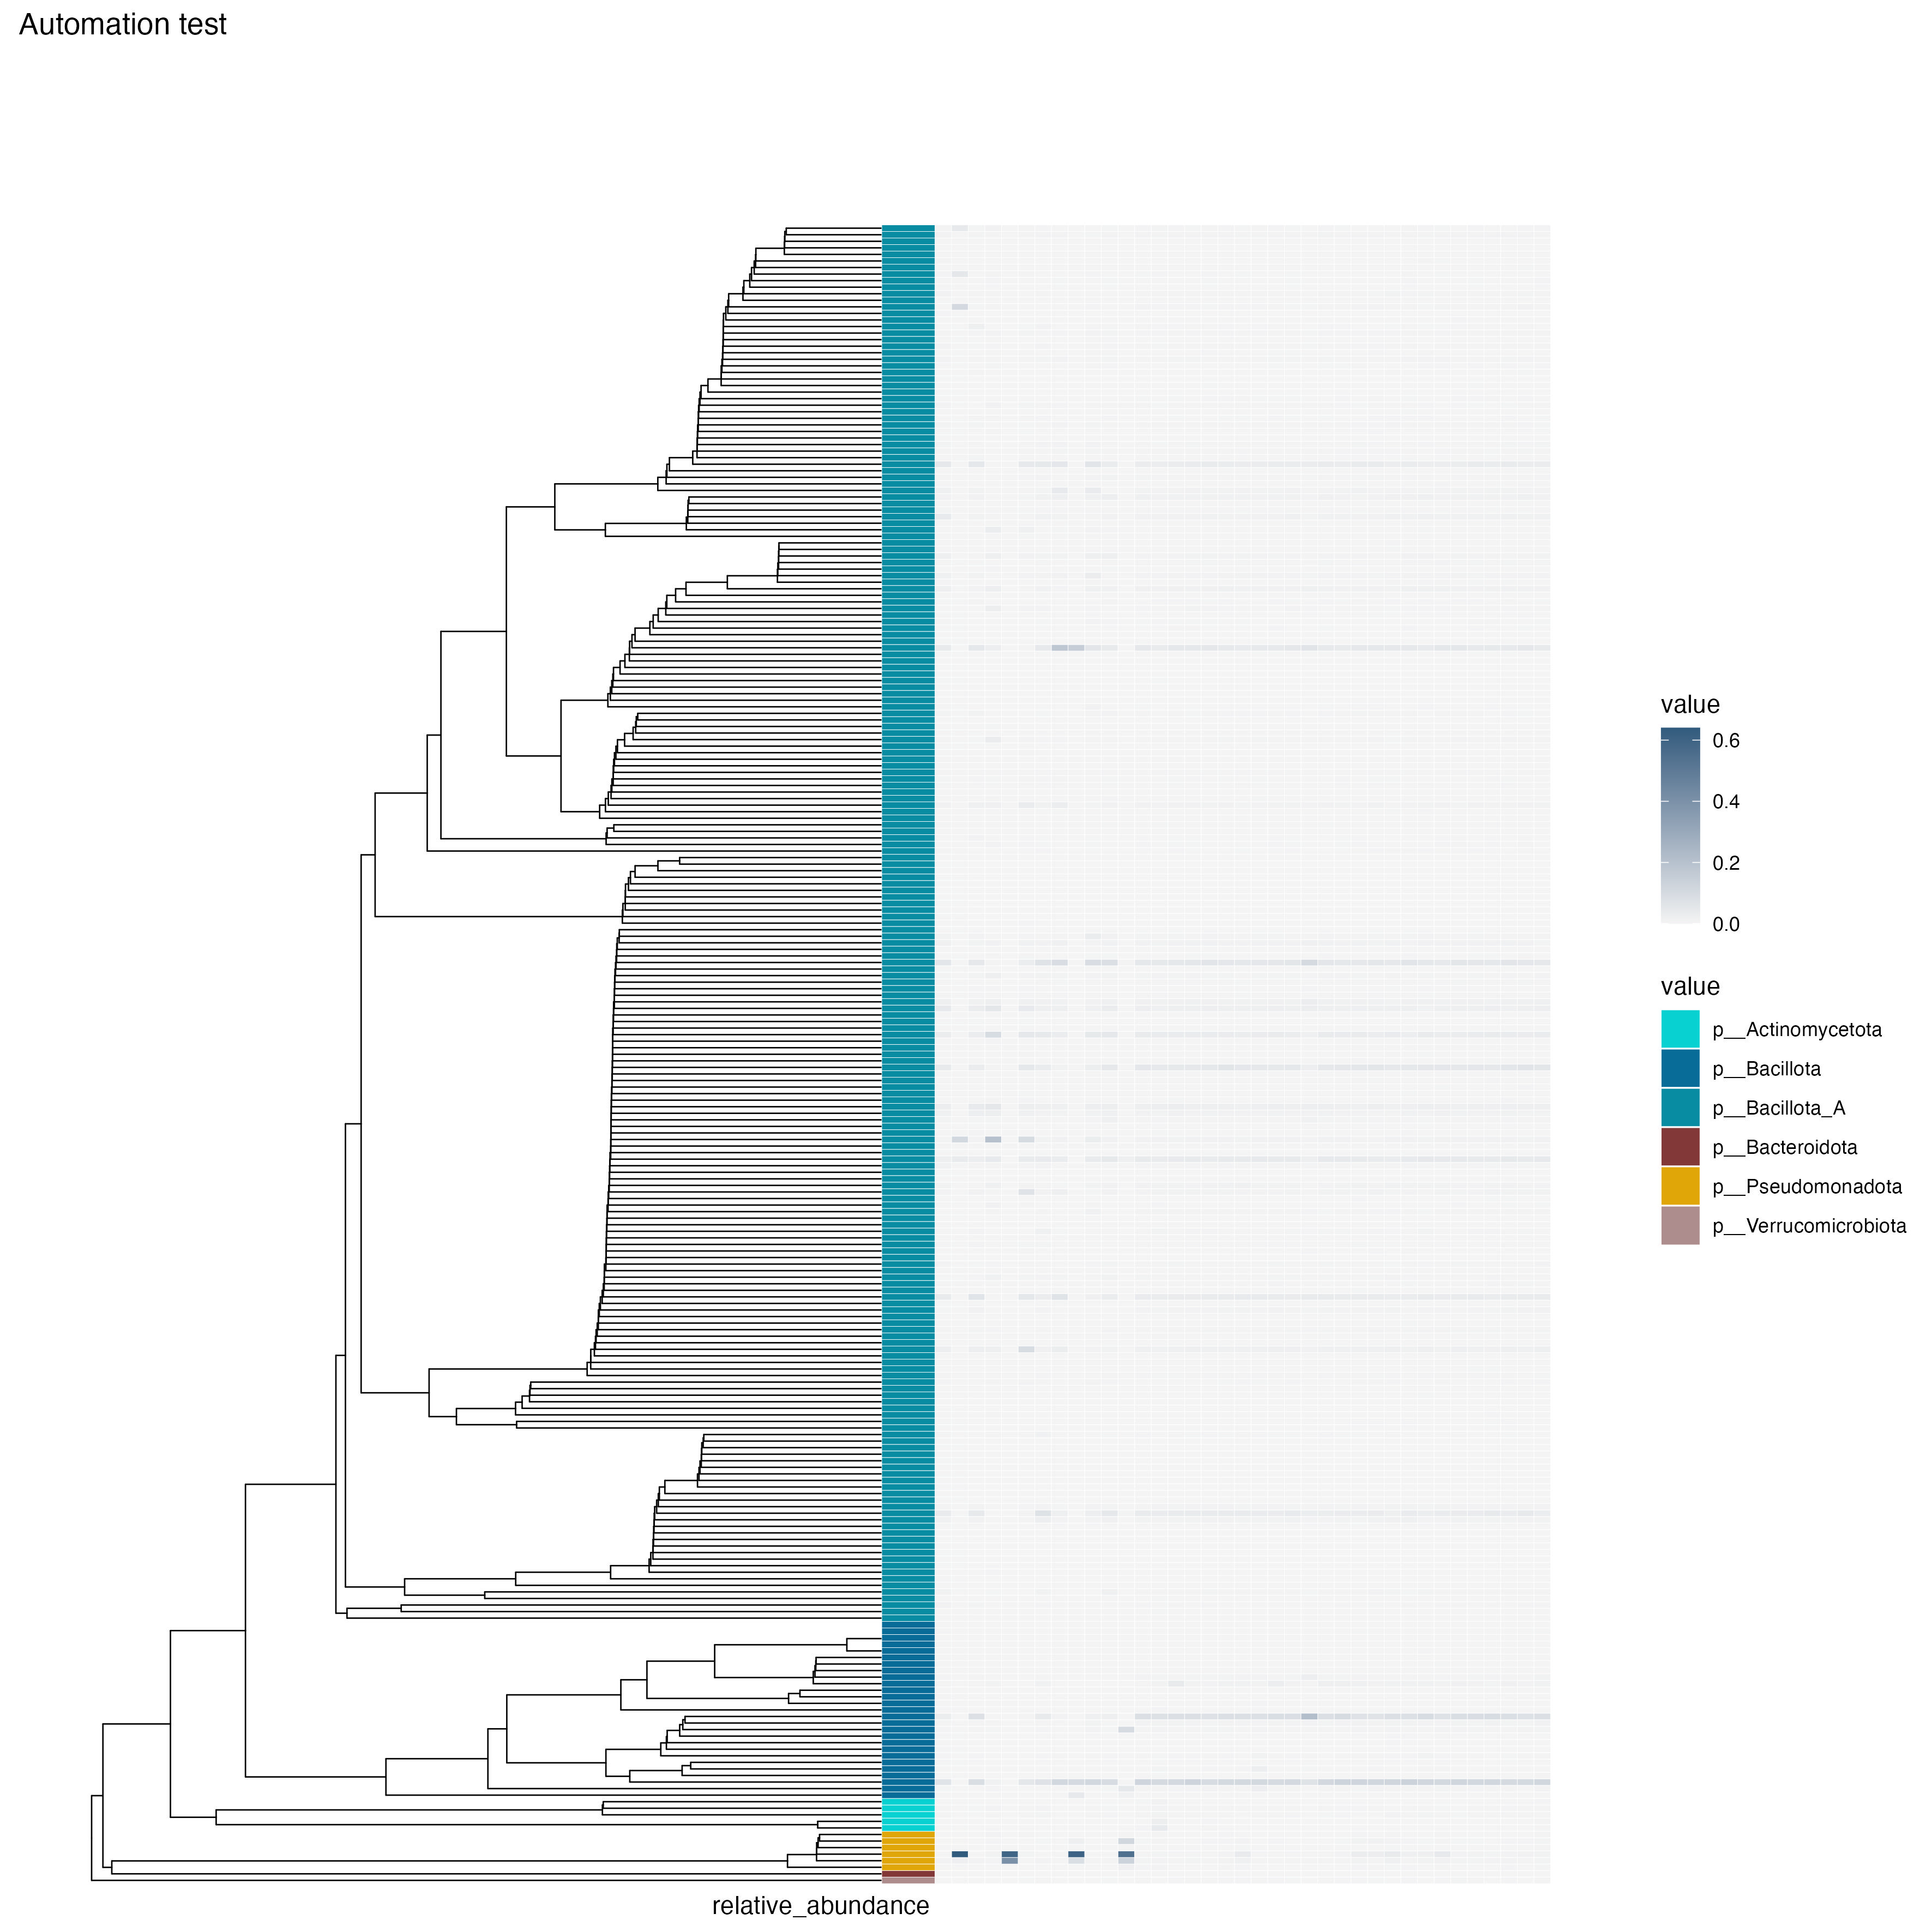 Automation test
value
0.6
0.4
0.2
0.0
value
p__Actinomycetota
p__Bacillota
p__Bacillota_A
p__Bacteroidota
p__Pseudomonadota
p__Verrucomicrobiota
relative_abundance